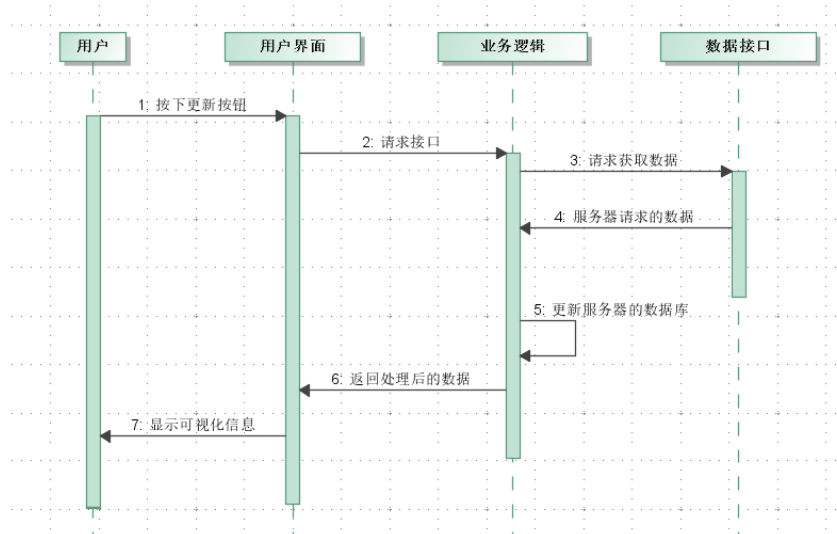 用户
用户界面
业务逻辑
数据接口
1: 按下更新按钮
2: 请求接口
3: 请求获取数据
4: 服务器请求的数据
5: 更新服务器的数据库
6: 返回处理后的数据
7: 显示可视化信息